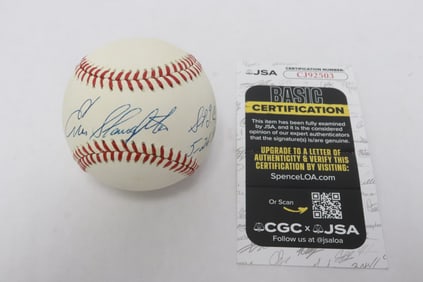 Enos Slaughter
JSA CERTIFICATION NUMBER
CJ92503
BASIC
CERTIFICATION
This item has been fully examined
by JSA, and it is the considered
opinion of our expert authenticators
that the signature(s) is/are genuine.
UPGRADE TO A LETTER OF
AUTHENTICITY & VERIFY THIS
CERTIFICATION BY VISITING:
SpenceLOA.com
Or Scan
CGC x JSA
Follow us at @jsaloa